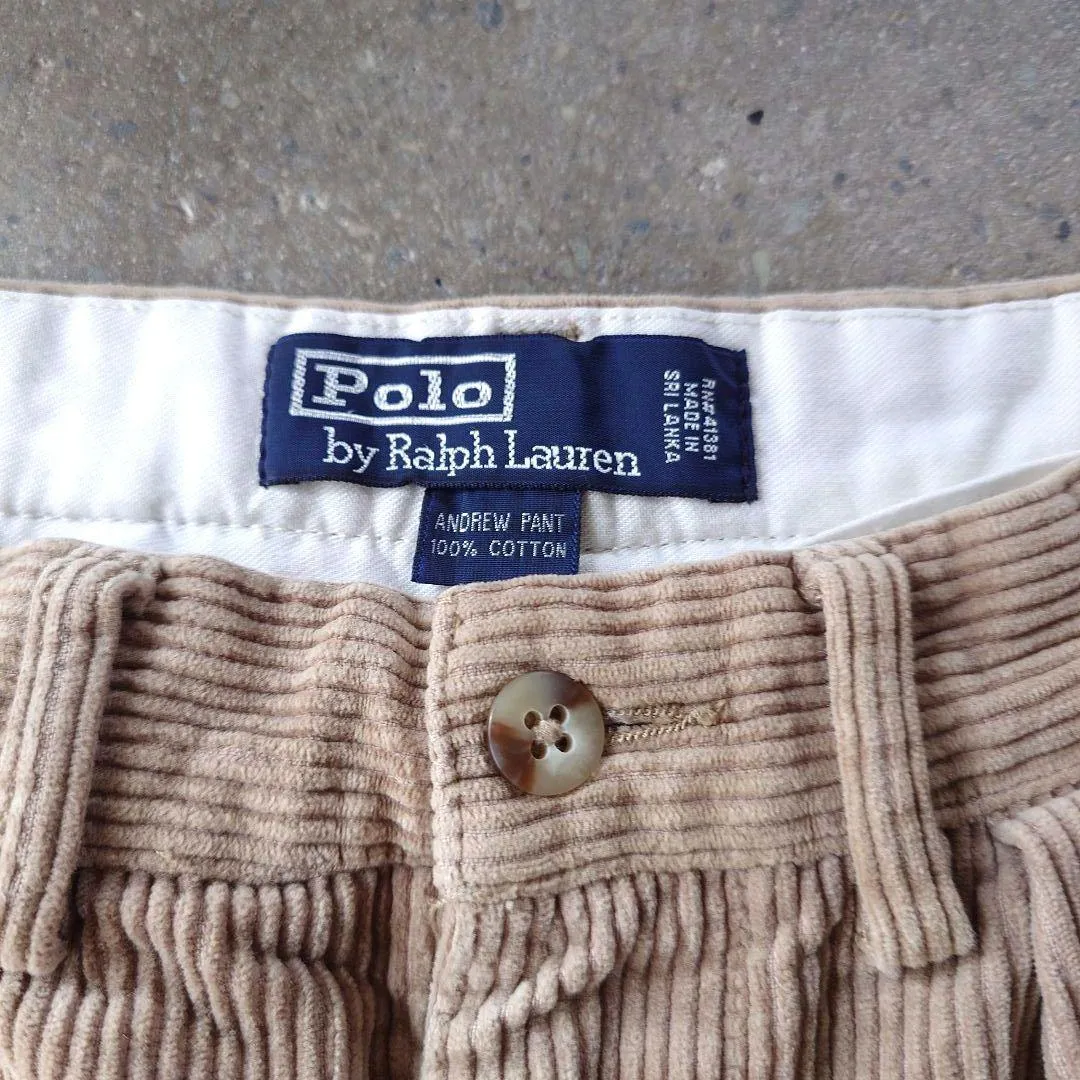 Polo
by Ralph Lauren
RN#41381
MADE IN
SRI LANKA
ANDREW PANT
100% COTTON